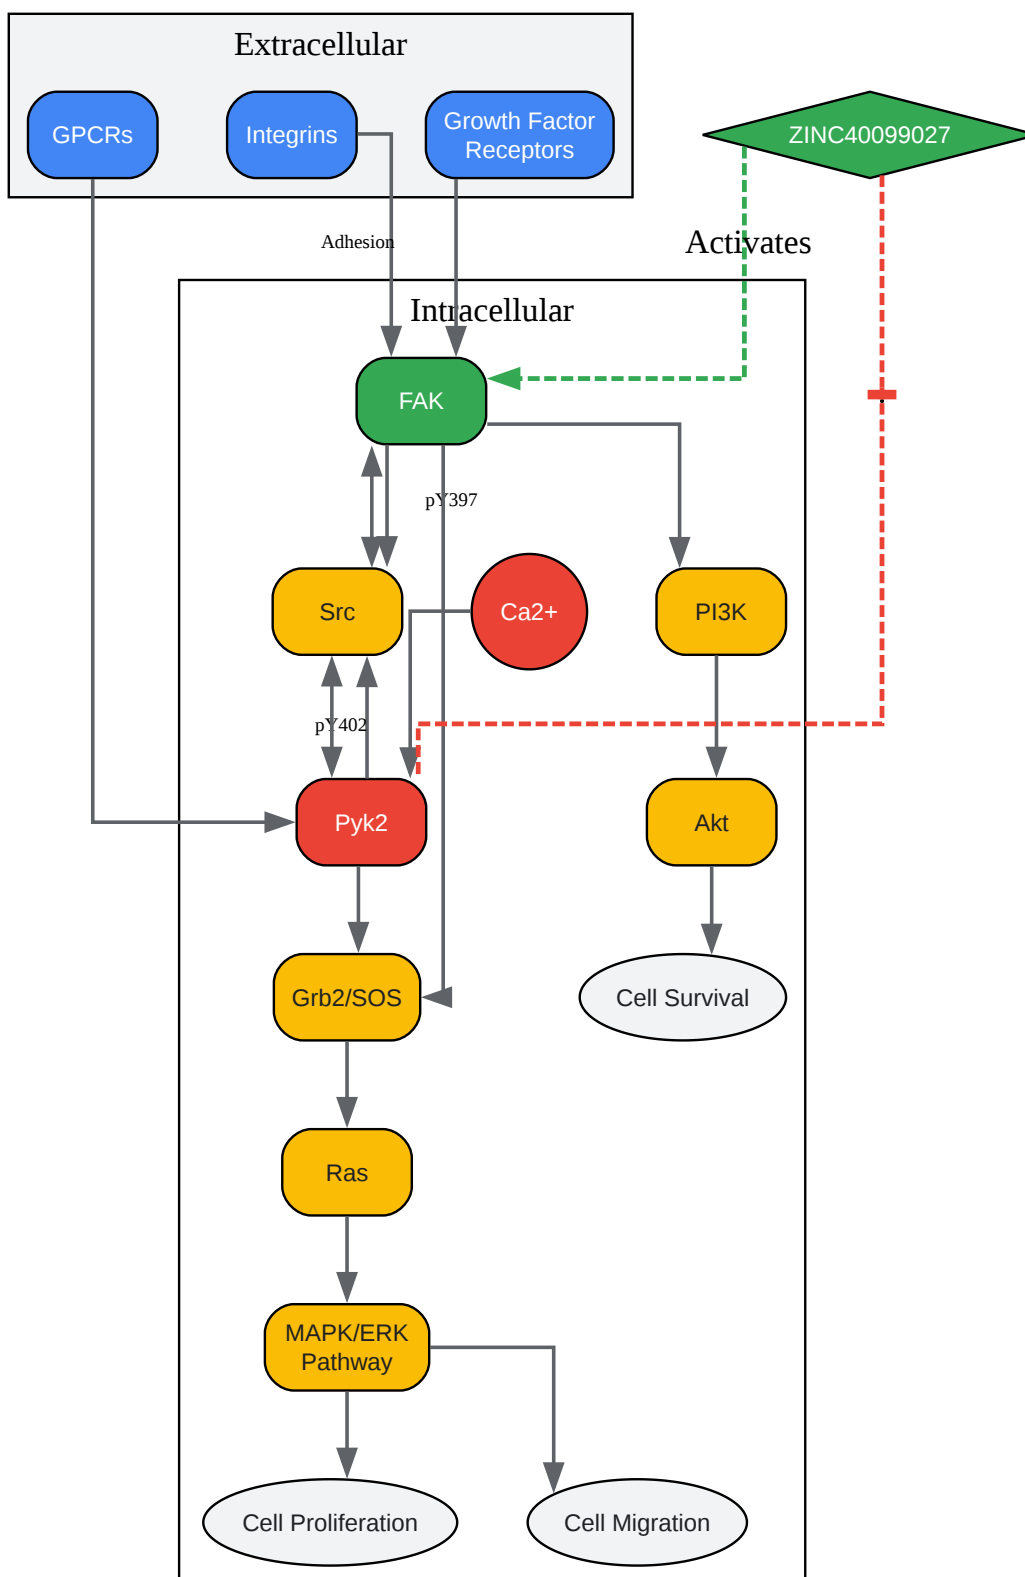 Extracellular
GPCRs
Integrins
Growth Factor
Receptors
ZINC40099027
Adhesion
Activates
Intracellular
FAK
pY397
Src
Ca2+
PI3K
pY402
Pyk2
Akt
Grb2/SOS
Cell Survival
Ras
MAPK/ERK
Pathway
Cell Proliferation
Cell Migration